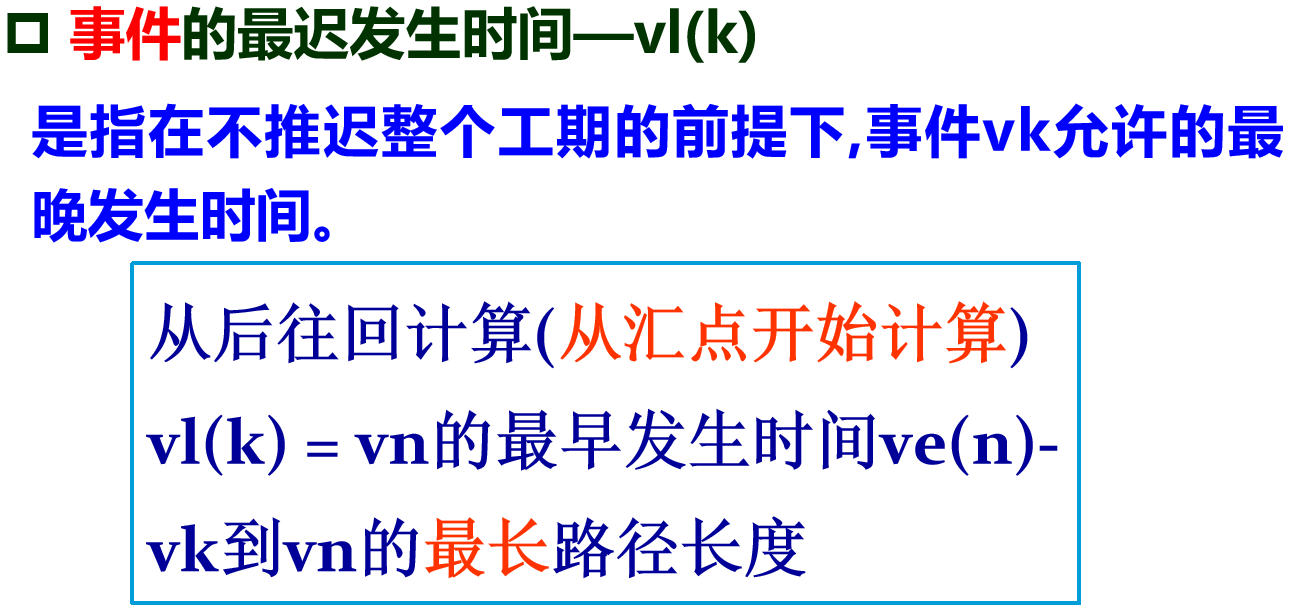 事件的最迟发生时间—vl(k)
是指在不推迟整个工期的前提下,事件vk允许的最
晚发生时间。
从后往回计算(从汇点开始计算)
vl(k) = vn的最早发生时间ve(n)-
vk到vn的最长路径长度